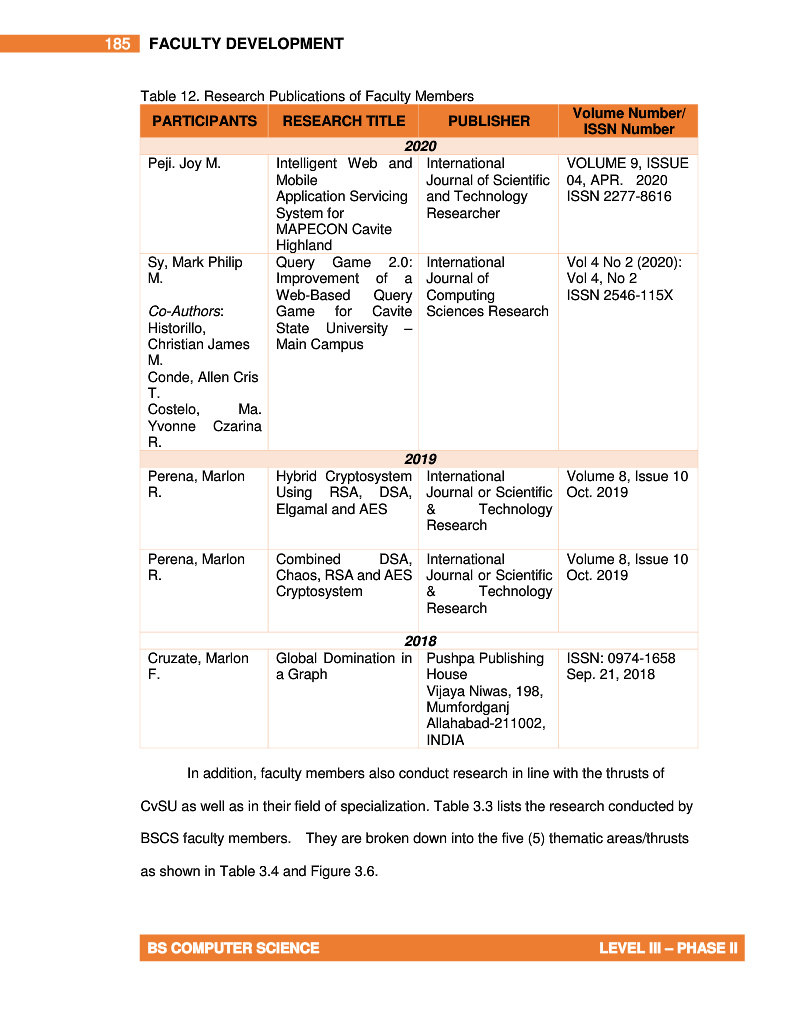 185 FACULTY DEVELOPMENT
Table 12. Research Publications of Faculty Members
PARTICIPANTS
RESEARCH TITLE
PUBLISHER
Volume Number/
ISSN Number
2020
Peji. Joy M.
Intelligent Web and
Mobile
Application Servicing
System for
MAPECON Cavite
Highland
International
Journal of Scientific
and Technology
Researcher
VOLUME 9, ISSUE
04, APR. 2020
ISSN 2277-8616
Sy, Mark Philip
M.
Co-Authors:
Historillo,
Christian James
M.
Conde, Allen Cris
T.
Costelo, Ma.
Yvonne Czarina
R.
Query Game 2.0:
Improvement of a
Web-Based Query
Game for Cavite
State University –
Main Campus
International
Journal of
Computing
Sciences Research
Vol 4 No 2 (2020):
Vol 4, No 2
ISSN 2546-115X
2019
Perena, Marlon
R.
Hybrid Cryptosystem
Using RSA, DSA,
Elgamal and AES
International
Journal or Scientific
& Technology
Research
Volume 8, Issue 10
Oct. 2019
Perena, Marlon
R.
Combined DSA,
Chaos, RSA and AES
Cryptosystem
International
Journal or Scientific
& Technology
Research
Volume 8, Issue 10
Oct. 2019
2018
Cruzate, Marlon
F.
Global Domination in
a Graph
Pushpa Publishing
House
Vijaya Niwas, 198,
Mumfordganj
Allahabad-211002,
INDIA
ISSN: 0974-1658
Sep. 21, 2018
In addition, faculty members also conduct research in line with the thrusts of
CvSU as well as in their field of specialization. Table 3.3 lists the research conducted by
BSCS faculty members. They are broken down into the five (5) thematic areas/thrusts
as shown in Table 3.4 and Figure 3.6.
BS COMPUTER SCIENCE
LEVEL III – PHASE II